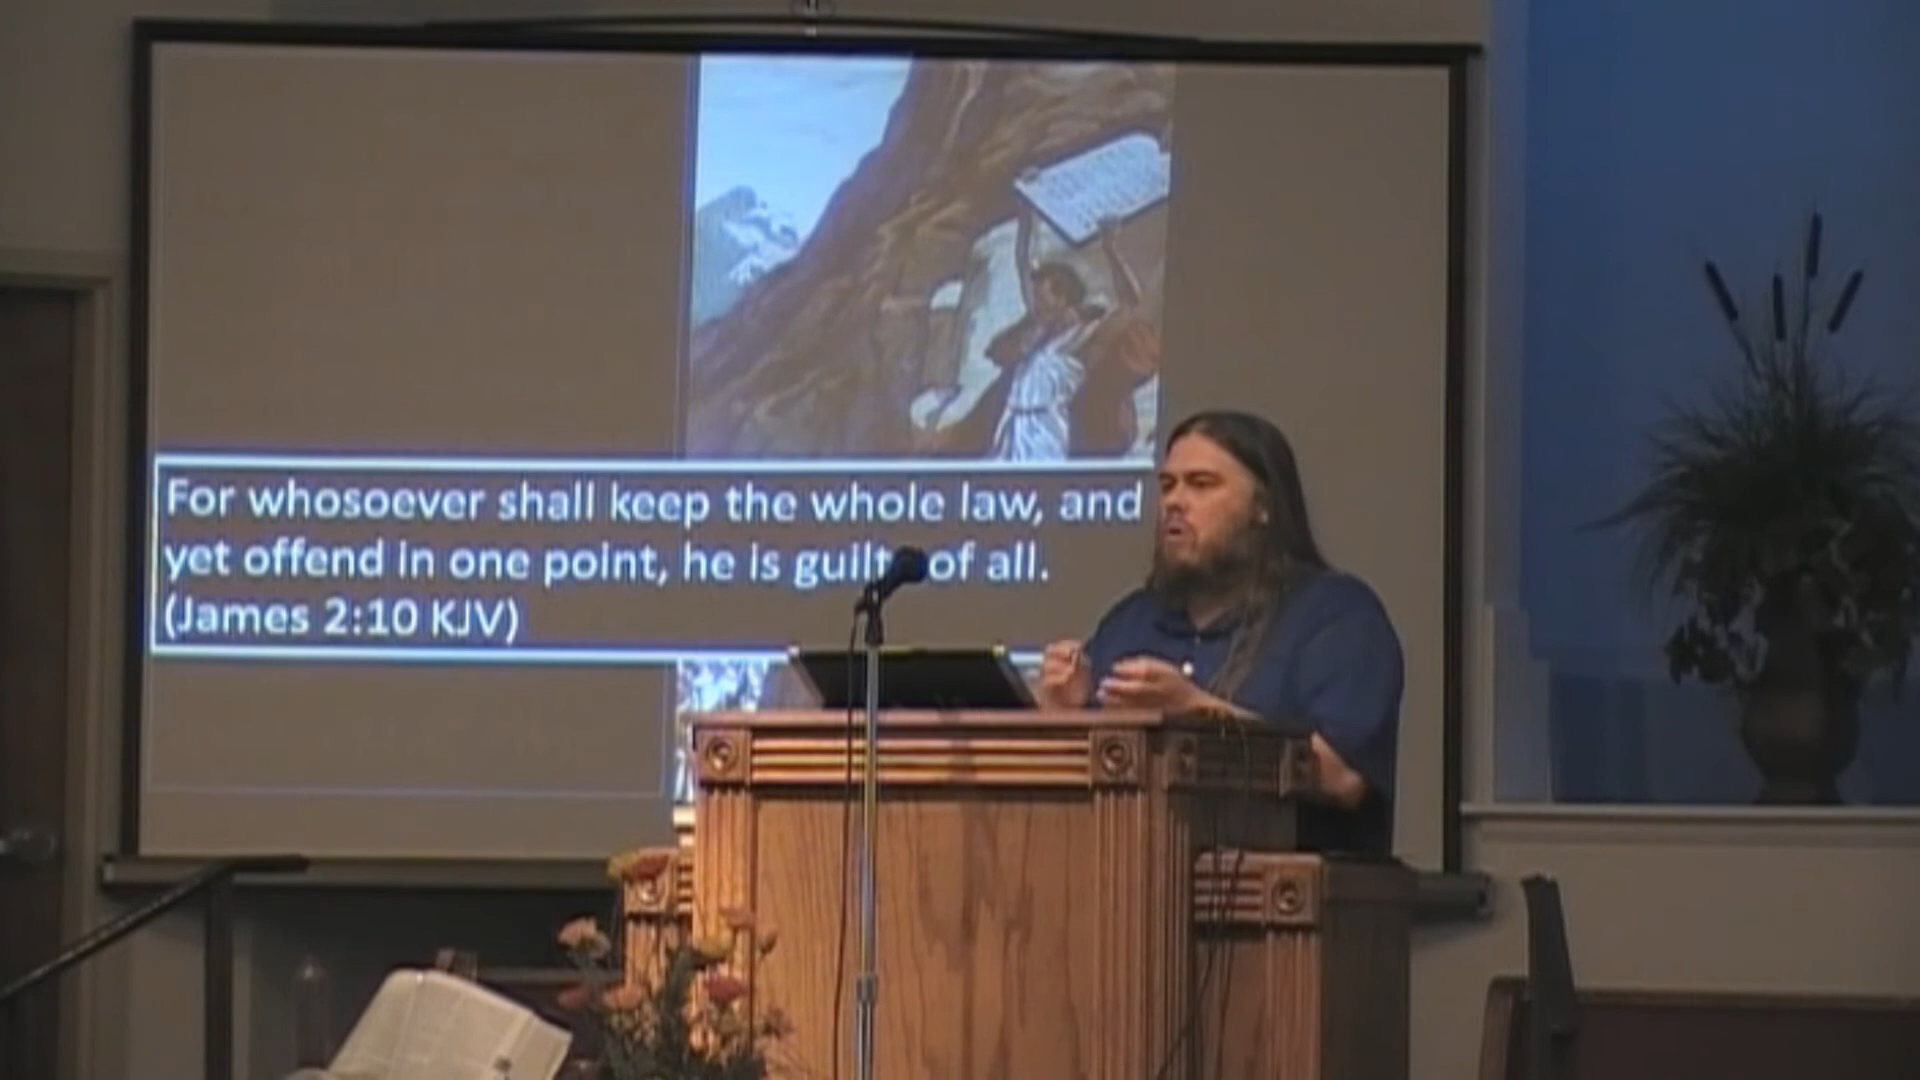 For whosoever shall keep the whole law, and
yet offend in one point, he is guilty of all.
(James 2:10 KJV)